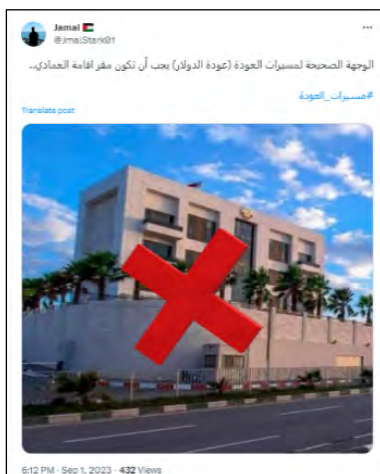 Jamal 🇵🇸
@JmalStark01
الوجهة الصحيحة لمسيرات العودة (عودة الدولار) يجب أن تكون مقر اقامة العمادي..
#مسيرات_العودة
Translate post
6:12 PM · Sep 1, 2023 · 432 Views